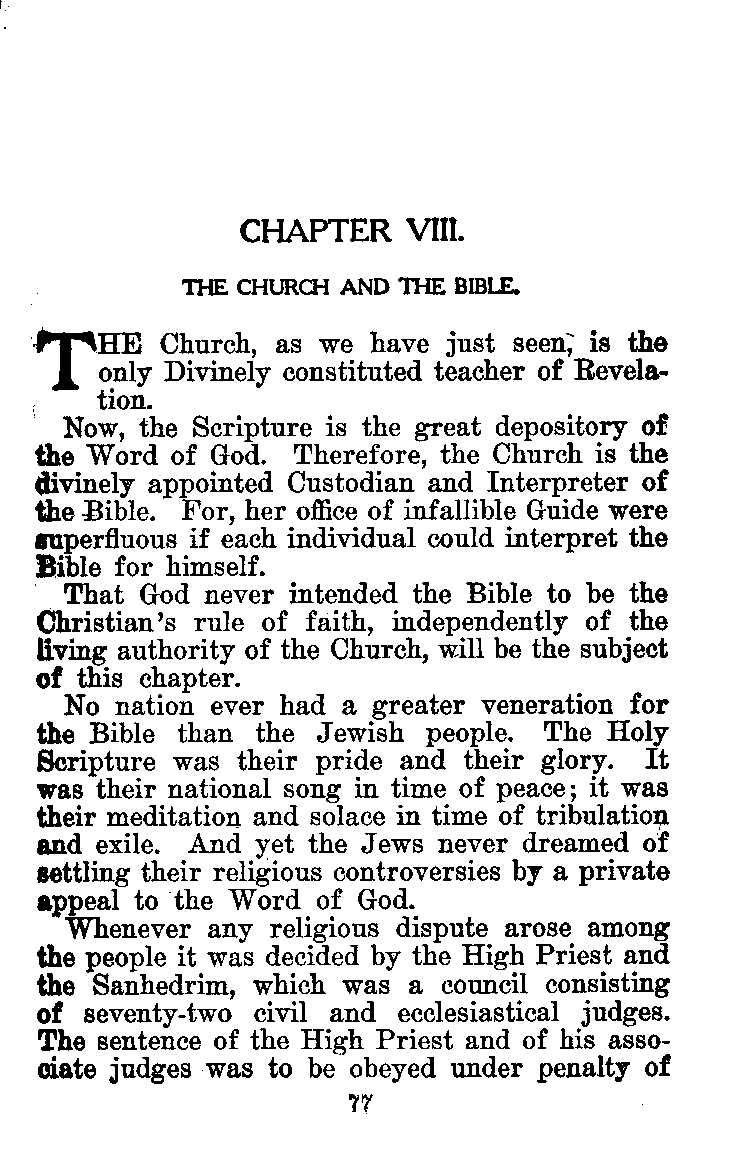 CHAPTER VIII.
THE CHURCH AND THE BIBLE.
THE Church, as we have just seen, is the
only Divinely constituted teacher of Revela-
tion.
Now, the Scripture is the great depository of
the Word of God. Therefore, the Church is the
divinely appointed Custodian and Interpreter of
the Bible. For, her office of infallible Guide were
superfluous if each individual could interpret the
Bible for himself.
That God never intended the Bible to be the
Christian's rule of faith, independently of the
living authority of the Church, will be the subject
of this chapter.
No nation ever had a greater veneration for
the Bible than the Jewish people. The Holy
Scripture was their pride and their glory. It
was their national song in time of peace; it was
their meditation and solace in time of tribulation
and exile. And yet the Jews never dreamed of
settling their religious controversies by a private
appeal to the Word of God.
Whenever any religious dispute arose among
the people it was decided by the High Priest and
the Sanhedrim, which was a council consisting
of seventy-two civil and ecclesiastical judges.
The sentence of the High Priest and of his asso-
ciate judges was to be obeyed under penalty of
77